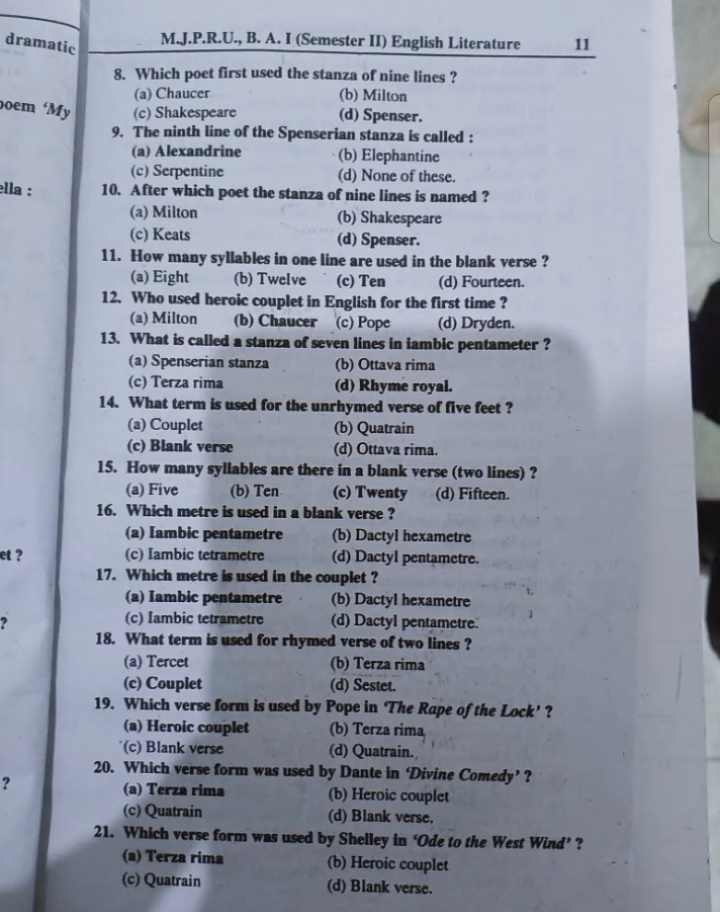 dramatic
poem 'My
ella :
et ?
?
?
M.J.P.R.U., B. A. I (Semester II) English Literature 11
8. Which poet first used the stanza of nine lines ?
(a) Chaucer (b) Milton
(c) Shakespeare (d) Spenser.
9. The ninth line of the Spenserian stanza is called :
(a) Alexandrine (b) Elephantine
(c) Serpentine (d) None of these.
10. After which poet the stanza of nine lines is named ?
(a) Milton (b) Shakespeare
(c) Keats (d) Spenser.
11. How many syllables in one line are used in the blank verse ?
(a) Eight (b) Twelve (c) Ten (d) Fourteen.
12. Who used heroic couplet in English for the first time ?
(a) Milton (b) Chaucer (c) Pope (d) Dryden.
13. What is called a stanza of seven lines in iambic pentameter ?
(a) Spenserian stanza (b) Ottava rima
(c) Terza rima (d) Rhyme royal.
14. What term is used for the unrhymed verse of five feet ?
(a) Couplet (b) Quatrain
(c) Blank verse (d) Ottava rima.
15. How many syllables are there in a blank verse (two lines) ?
(a) Five (b) Ten (c) Twenty (d) Fifteen.
16. Which metre is used in a blank verse ?
(a) Iambic pentametre (b) Dactyl hexametre
(c) Iambic tetrametre (d) Dactyl pentametre.
17. Which metre is used in the couplet ?
(a) Iambic pentametre (b) Dactyl hexametre
(c) Iambic tetrametre (d) Dactyl pentametre.
18. What term is used for rhymed verse of two lines ?
(a) Tercet (b) Terza rima
(c) Couplet (d) Sestet.
19. Which verse form is used by Pope in 'The Rape of the Lock' ?
(a) Heroic couplet (b) Terza rima
(c) Blank verse (d) Quatrain.
20. Which verse form was used by Dante in 'Divine Comedy' ?
(a) Terza rima (b) Heroic couplet
(c) Quatrain (d) Blank verse.
21. Which verse form was used by Shelley in 'Ode to the West Wind' ?
(a) Terza rima (b) Heroic couplet
(c) Quatrain (d) Blank verse.